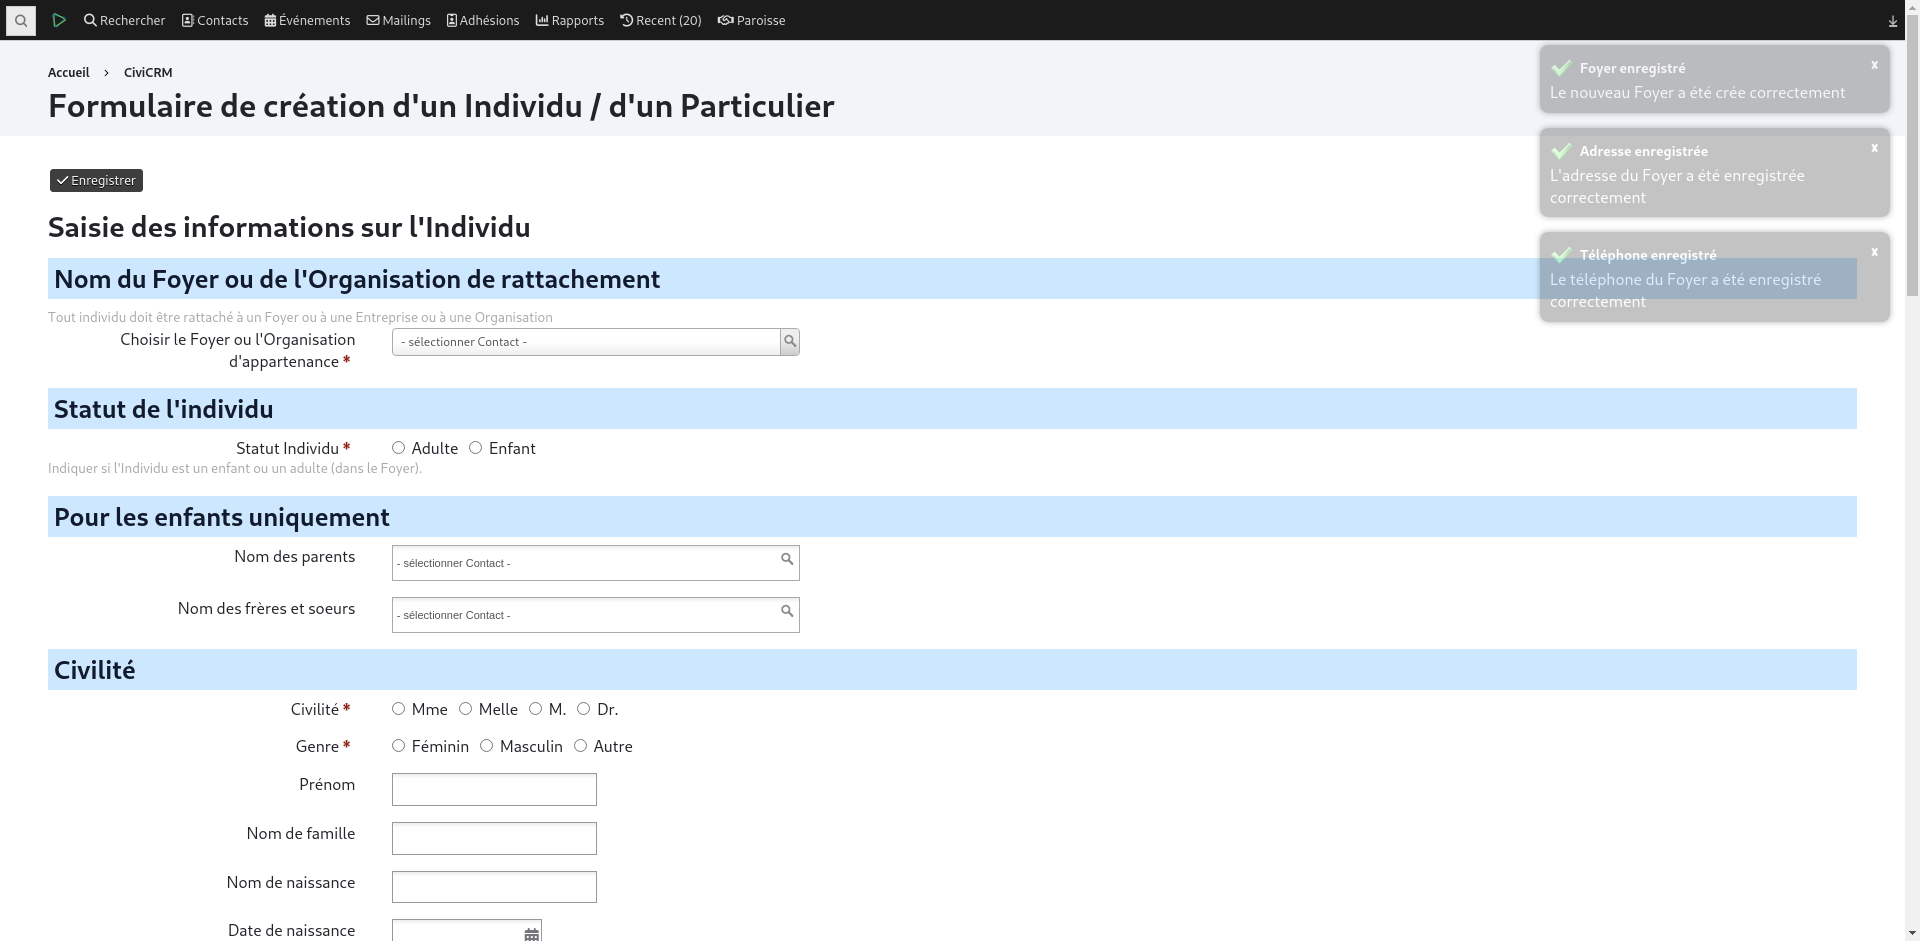 Rechercher Contacts Événements Mailings Adhésions Rapports Recent (20) Paroisse
Accueil > CiviCRM
Formulaire de création d'un Individu / d'un Particulier
Foyer enregistré x
Le nouveau Foyer a été crée correctement
Adresse enregistrée x
L'adresse du Foyer a été enregistrée
correctement
Téléphone enregistré x
Le téléphone du Foyer a été enregistré
correctement
Enregistrer
Saisie des informations sur l'Individu
Nom du Foyer ou de l'Organisation de rattachement
Tout individu doit être rattaché à un Foyer ou à une Entreprise ou à une Organisation
Choisir le Foyer ou l'Organisation
d'appartenance *
- sélectionner Contact -
Statut de l'individu
Statut Individu * Adulte Enfant
Indiquer si l'Individu est un enfant ou un adulte (dans le Foyer).
Pour les enfants uniquement
Nom des parents - sélectionner Contact -
Nom des frères et soeurs - sélectionner Contact -
Civilité
Civilité * Mme Melle M. Dr.
Genre * Féminin Masculin Autre
Prénom
Nom de famille
Nom de naissance
Date de naissance